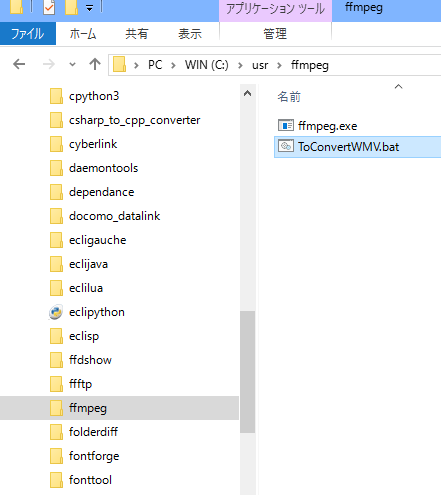 アプリケーション ツール
ffmpeg
ファイル
ホーム
共有
表示
管理
PC
WIN (C:)
usr
ffmpeg
cpython3
csharp_to_cpp_converter
cyberlink
daemontools
dependance
docomo_datalink
ecligauche
eclijava
eclilua
eclipython
eclisp
ffdshow
ffftp
ffmpeg
folderdiff
fontforge
fonttool
名前
ffmpeg.exe
ToConvertWMV.bat